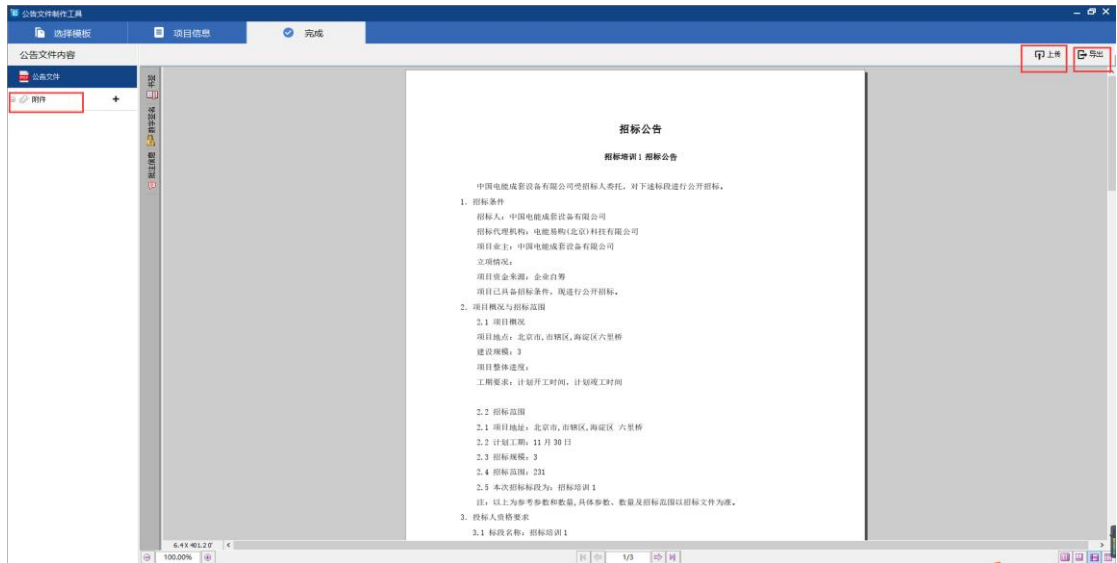 公告文件制作工具
选择模板
项目信息
完成
公告文件内容
上传
导出
公告文件
附件
+
书签
数字签名
批注信息
招标公告
招标培训1 招标公告
中国电能成套设备有限公司受招标人委托，对下述标段进行公开招标。
1. 招标条件
招标人：中国电能成套设备有限公司
招标代理机构：电能易购(北京)科技有限公司
项目业主：中国电能成套设备有限公司
立项情况：
项目资金来源：企业自筹
项目已具备招标条件，现进行公开招标。
2. 项目概况与招标范围
2.1 项目概况
项目地点：北京市,市辖区,海淀区六里桥
建设规模：3
项目整体进度：
工期要求：计划开工时间，计划竣工时间
2.2 招标范围
2.1 项目地址：北京市,市辖区,海淀区 六里桥
2.2 计划工期：11 月 30 日
2.3 招标规模：3
2.4 招标范围：231
2.5 本次招标标段为：招标培训 1
注：以上为参考参数和数量,具体参数、数量及招标范围以招标文件为准。
3. 投标人资格要求
3.1 标段名称：招标培训1
100.00%
1/3